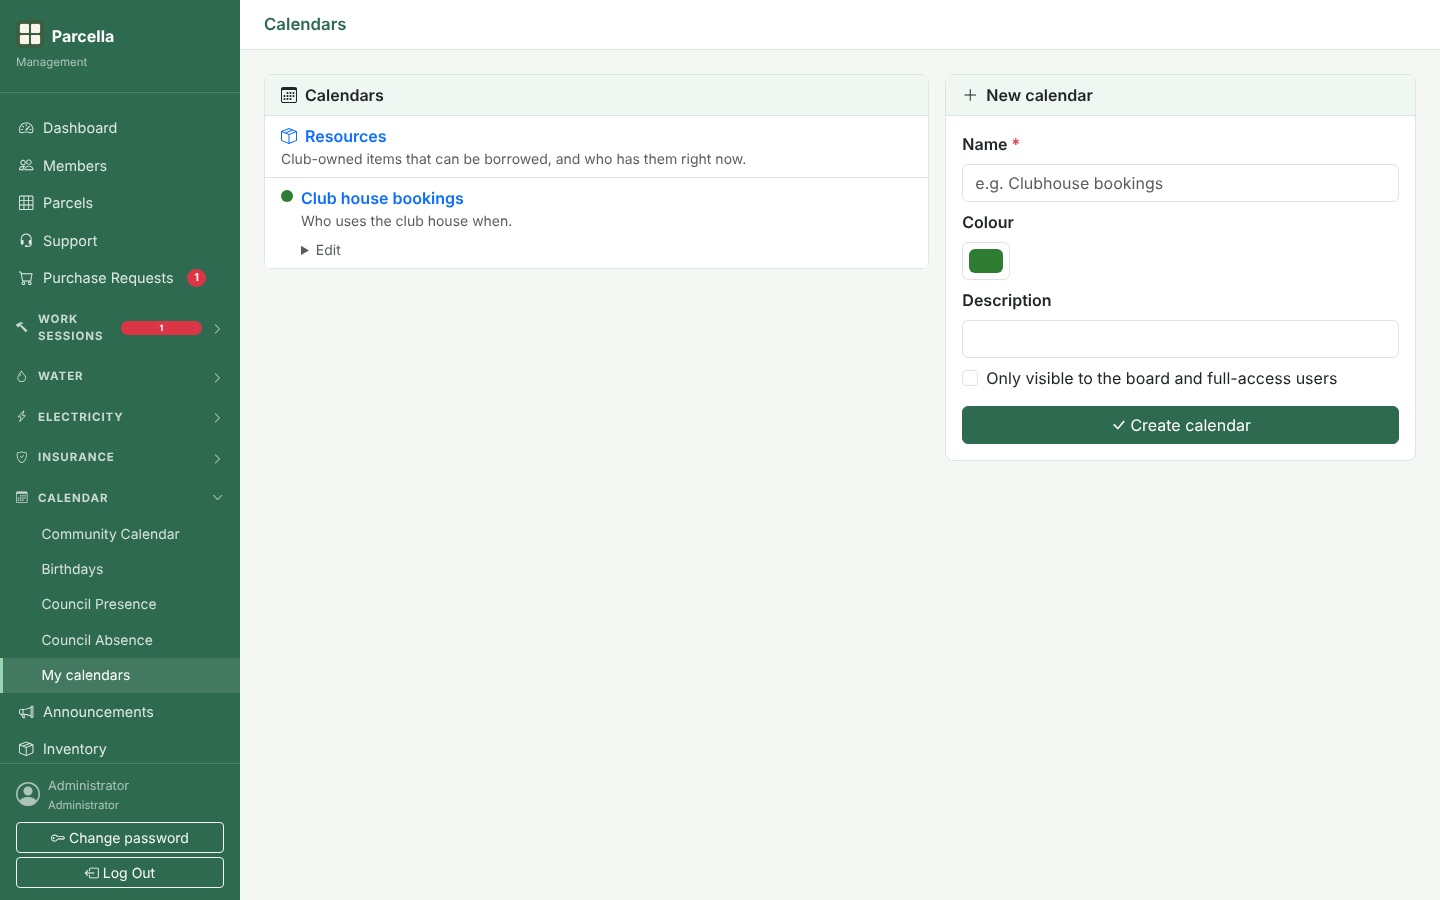 Parcella
Management
Dashboard
Members
Parcels
Support
Purchase Requests 1
WORK SESSIONS 1
WATER
ELECTRICITY
INSURANCE
CALENDAR
Community Calendar
Birthdays
Council Presence
Council Absence
My calendars
Announcements
Inventory
Administrator
Administrator
Change password
Log Out
Calendars
Calendars
Resources
Club-owned items that can be borrowed, and who has them right now.
Club house bookings
Who uses the club house when.
Edit
New calendar
Name *
e.g. Clubhouse bookings
Colour
Description
Only visible to the board and full-access users
Create calendar